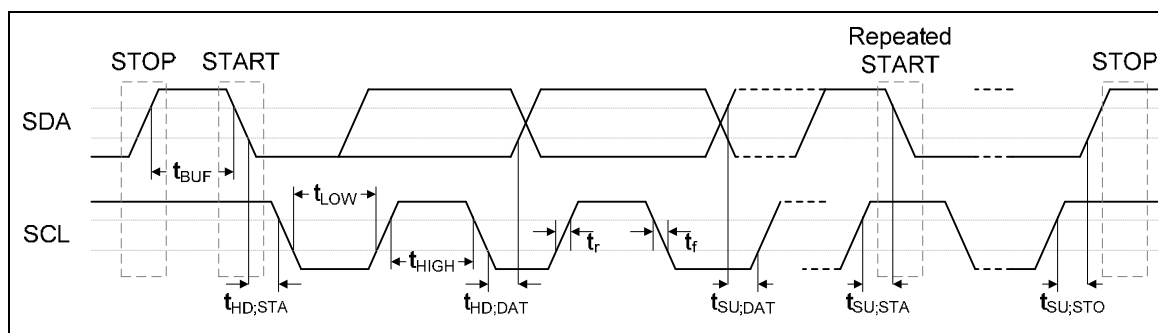 Repeated
STOP START START STOP
SDA
tBUF
tLOW
SCL
tHIGH
tr
tf
tHD;STA
tHD;DAT
tSU;DAT
tSU;STA
tSU;STO